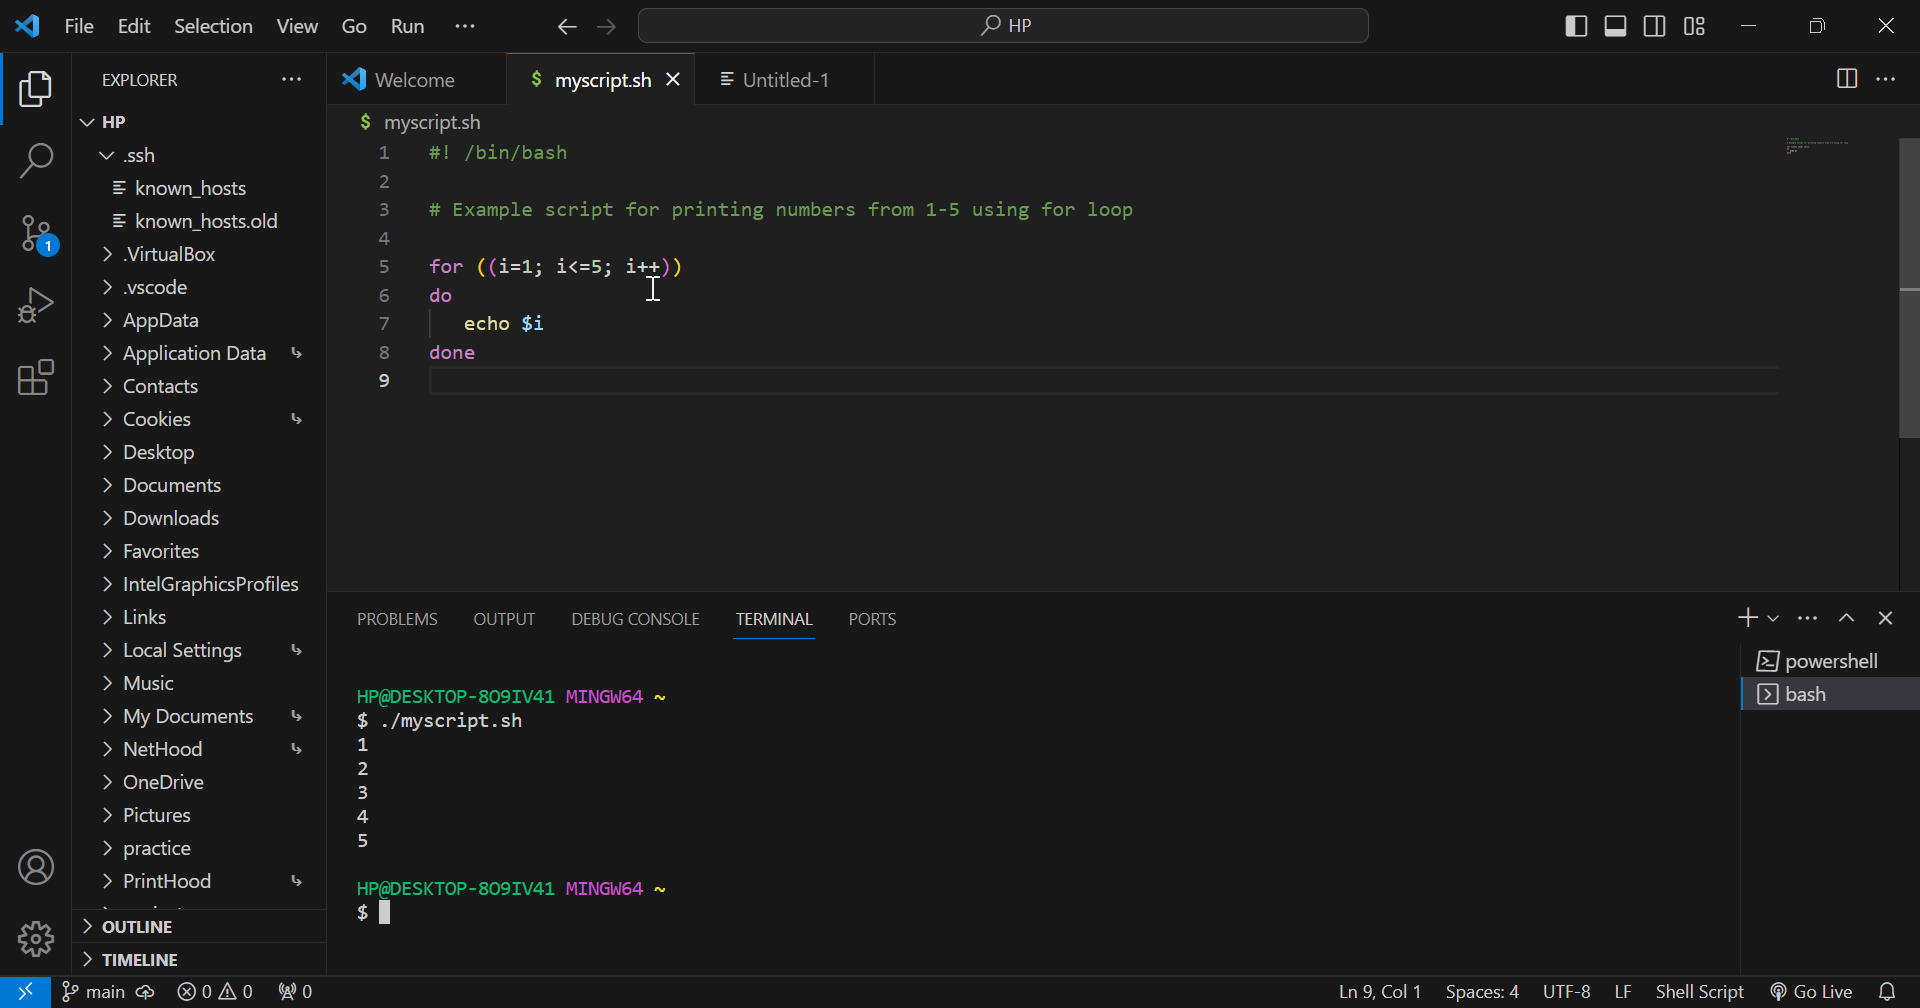 File Edit Selection View Go Run ···
HP
EXPLORER ···
Welcome
$ myscript.sh
Untitled-1
HP
.ssh
known_hosts
known_hosts.old
.VirtualBox
.vscode
AppData
Application Data
Contacts
Cookies
Desktop
Documents
Downloads
Favorites
IntelGraphicsProfiles
Links
Local Settings
Music
My Documents
NetHood
OneDrive
Pictures
practice
PrintHood
OUTLINE
TIMELINE
$ myscript.sh
1 #! /bin/bash
2
3 # Example script for printing numbers from 1-5 using for loop
4
5 for ((i=1; i<=5; i++))
6 do
7 echo $i
8 done
9
PROBLEMS OUTPUT DEBUG CONSOLE TERMINAL PORTS
HP@DESKTOP-8O9IV41 MINGW64 ~
$ ./myscript.sh
1
2
3
4
5
HP@DESKTOP-8O9IV41 MINGW64 ~
$
powershell
bash
1
main 0 0 0 Ln 9, Col 1 Spaces: 4 UTF-8 LF Shell Script Go Live